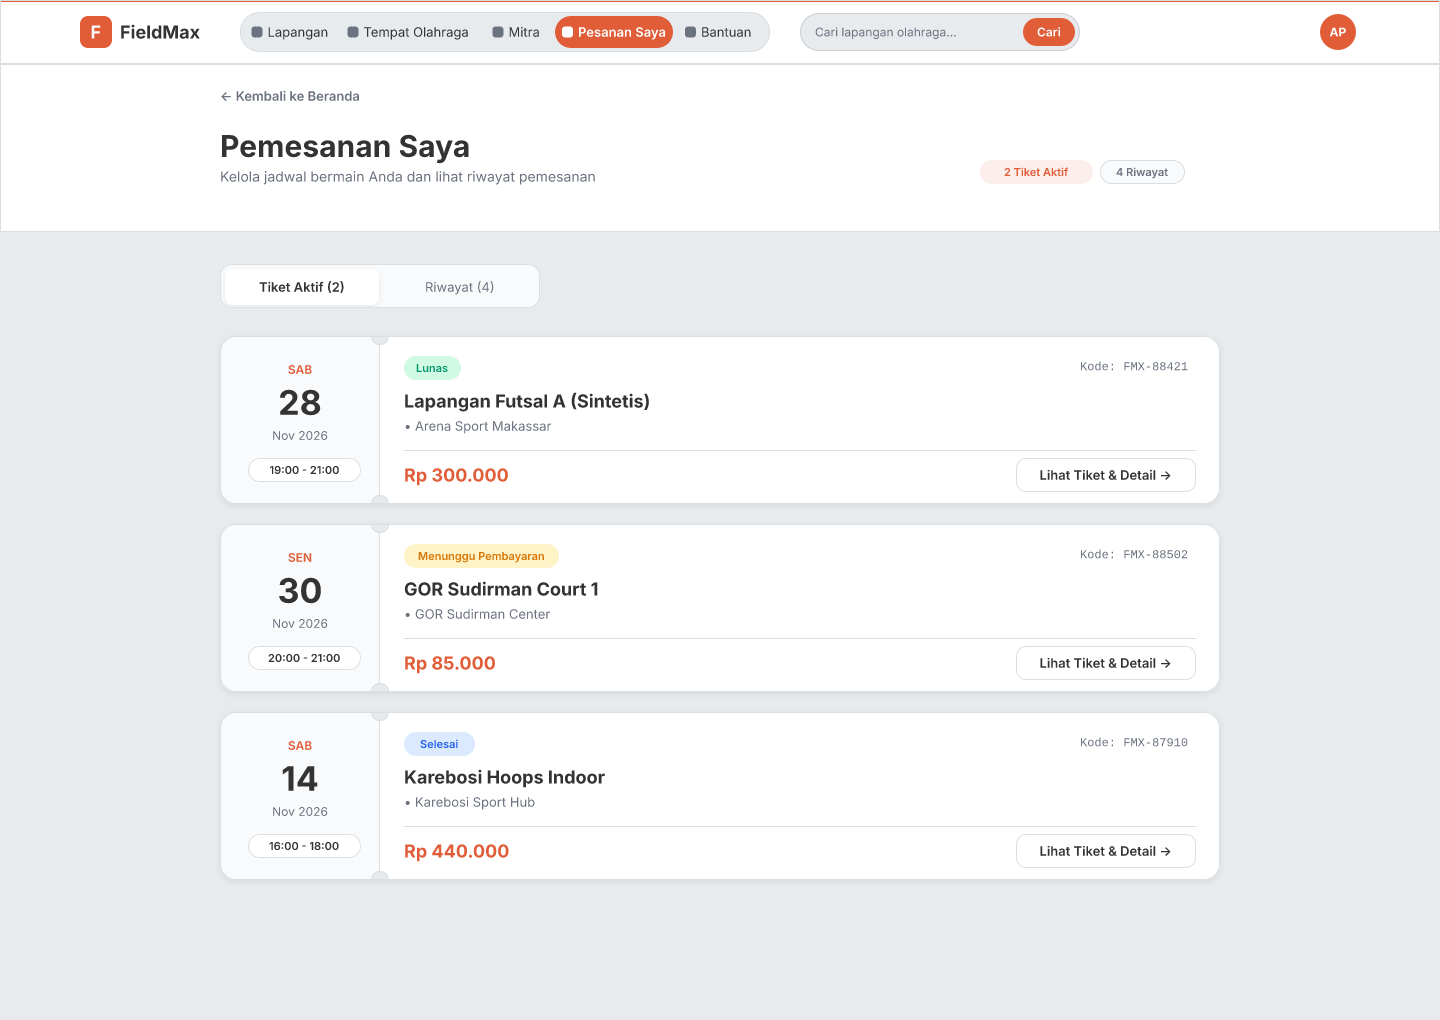 F FieldMax Lapangan Tempat Olahraga Mitra Pesanan Saya Bantuan Cari lapangan olahraga... Cari AP
← Kembali ke Beranda
Pemesanan Saya
Kelola jadwal bermain Anda dan lihat riwayat pemesanan
2 Tiket Aktif 4 Riwayat
Tiket Aktif (2) Riwayat (4)
SAB
28
Nov 2026
19:00 - 21:00
Lunas
Kode: FMX-88421
Lapangan Futsal A (Sintetis)
• Arena Sport Makassar
Rp 300.000
Lihat Tiket & Detail →
SEN
30
Nov 2026
20:00 - 21:00
Menunggu Pembayaran
Kode: FMX-88502
GOR Sudirman Court 1
• GOR Sudirman Center
Rp 85.000
Lihat Tiket & Detail →
SAB
14
Nov 2026
16:00 - 18:00
Selesai
Kode: FMX-87910
Karebosi Hoops Indoor
• Karebosi Sport Hub
Rp 440.000
Lihat Tiket & Detail →